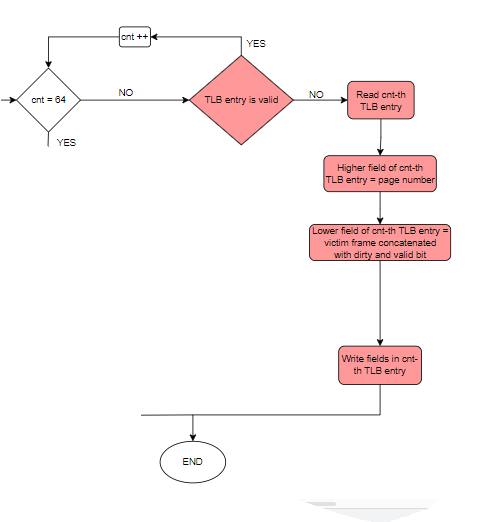 cnt ++
YES
cnt = 64
NO
TLB entry is valid
NO
Read cnt-th
TLB entry
YES
Higher field of cnt-th
TLB entry = page number
Lower field of cnt-th TLB entry =
victim frame concatenated
with dirty and valid bit
Write fields in cnt-
th TLB entry
END